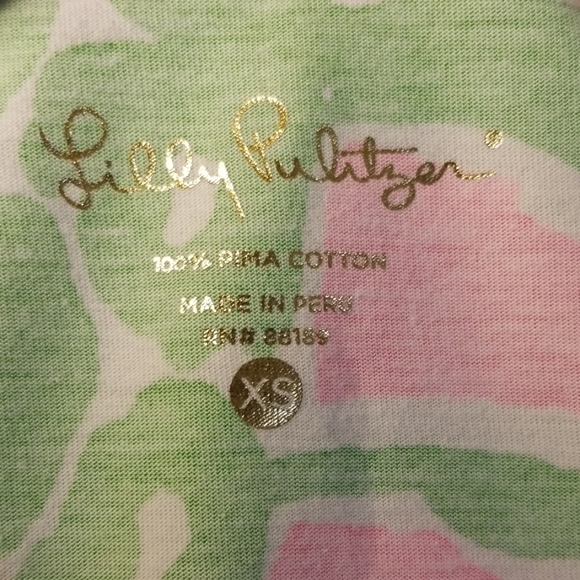 Lilly Pulitzer®
100% PIMA COTTON
MADE IN PERU
RN# 88189
XS